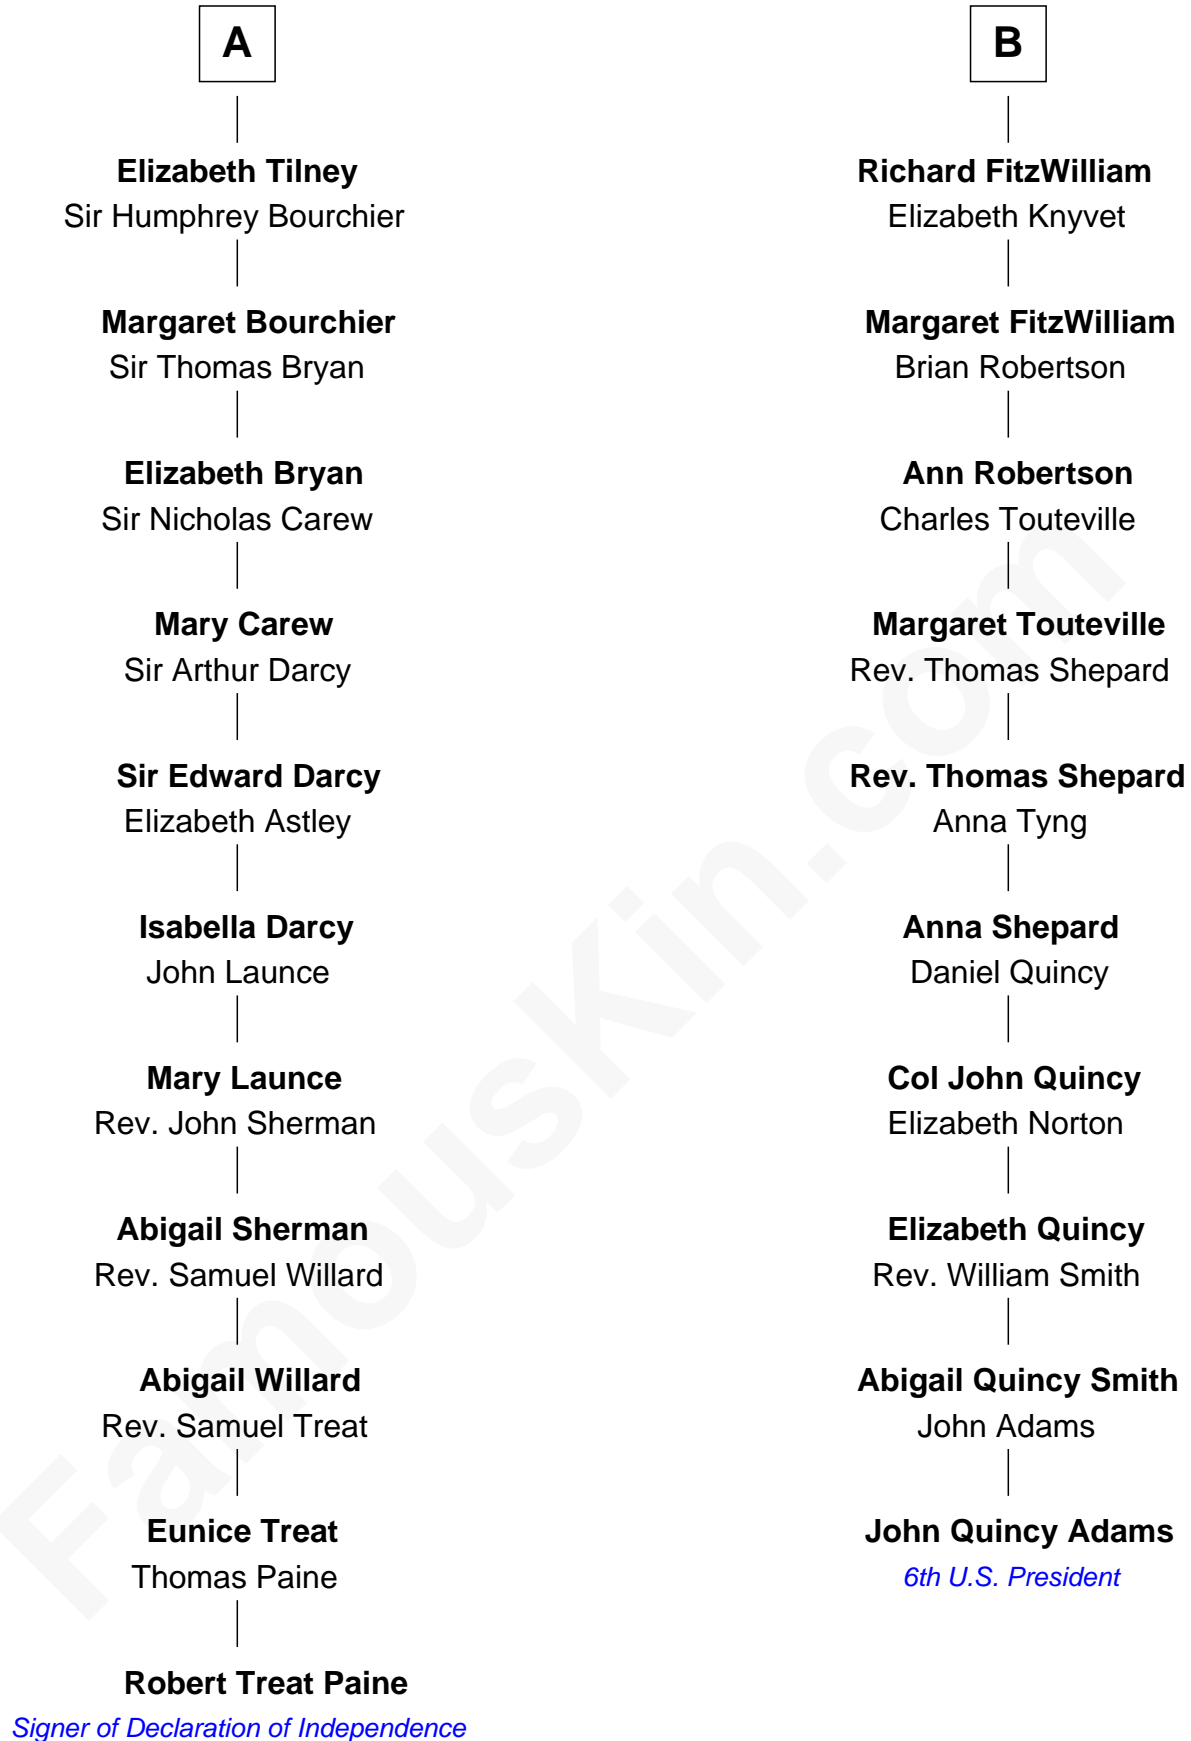 A
Elizabeth Tilney
Sir Humphrey Bourchier
Margaret Bourchier
Sir Thomas Bryan
Elizabeth Bryan
Sir Nicholas Carew
Mary Carew
Sir Arthur Darcy
Sir Edward Darcy
Elizabeth Astley
Isabella Darcy
John Launce
Mary Launce
Rev. John Sherman
Abigail Sherman
Rev. Samuel Willard
Abigail Willard
Rev. Samuel Treat
Eunice Treat
Thomas Paine
Robert Treat Paine
Signer of Declaration of Independence
B
Richard FitzWilliam
Elizabeth Knyvet
Margaret FitzWilliam
Brian Robertson
Ann Robertson
Charles Touteville
Margaret Touteville
Rev. Thomas Shepard
Rev. Thomas Shepard
Anna Tyng
Anna Shepard
Daniel Quincy
Col John Quincy
Elizabeth Norton
Elizabeth Quincy
Rev. William Smith
Abigail Quincy Smith
John Adams
John Quincy Adams
6th U.S. President
FamousKin.com